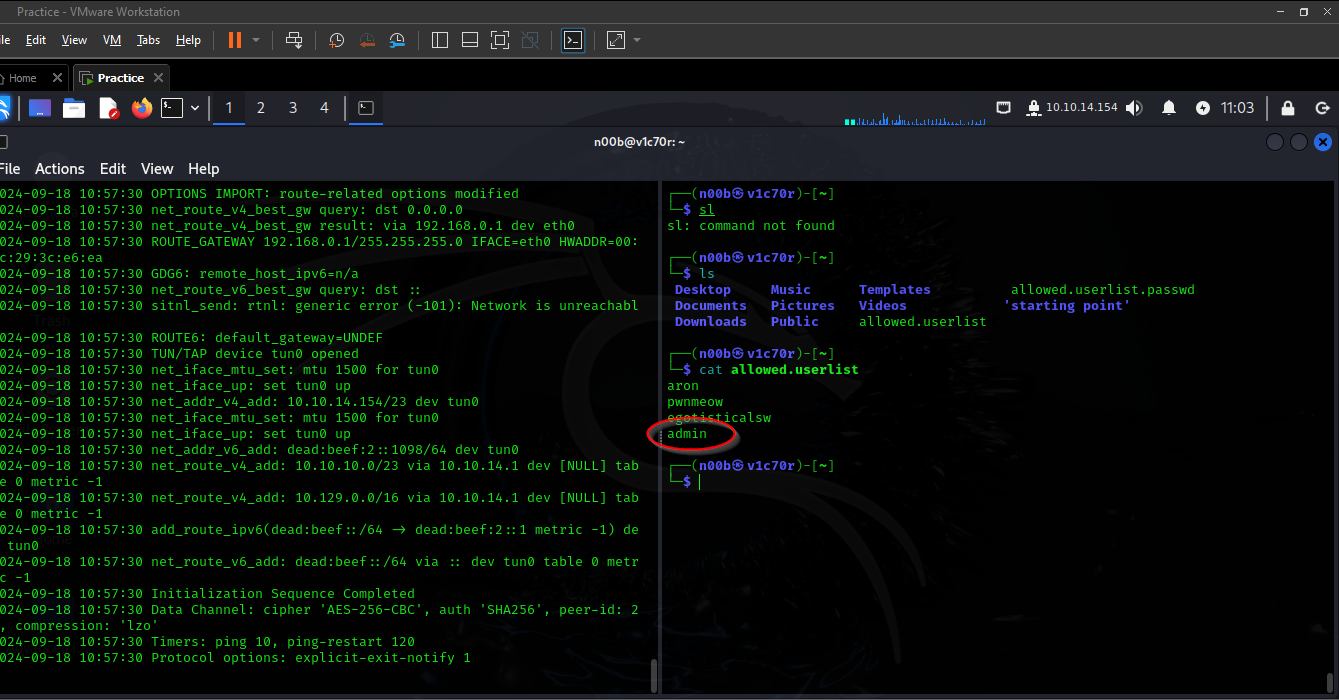 Practice - VMware Workstation
ile Edit View VM Tabs Help
Home Practice
1 2 3 4 10.10.14.154 11:03
n00b@v1c70r: ~
File Actions Edit View Help
024-09-18 10:57:30 OPTIONS IMPORT: route-related options modified
024-09-18 10:57:30 net_route_v4_best_gw query: dst 0.0.0.0
024-09-18 10:57:30 net_route_v4_best_gw result: via 192.168.0.1 dev eth0
024-09-18 10:57:30 ROUTE_GATEWAY 192.168.0.1/255.255.255.0 IFACE=eth0 HWADDR=00:
c:29:3c:e6:ea
024-09-18 10:57:30 GDG6: remote_host_ipv6=n/a
024-09-18 10:57:30 net_route_v6_best_gw query: dst ::
024-09-18 10:57:30 sitnl_send: rtnl: generic error (-101): Network is unreachabl
024-09-18 10:57:30 ROUTE6: default_gateway=UNDEF
024-09-18 10:57:30 TUN/TAP device tun0 opened
024-09-18 10:57:30 net_iface_mtu_set: mtu 1500 for tun0
024-09-18 10:57:30 net_iface_up: set tun0 up
024-09-18 10:57:30 net_addr_v4_add: 10.10.14.154/23 dev tun0
024-09-18 10:57:30 net_iface_mtu_set: mtu 1500 for tun0
024-09-18 10:57:30 net_iface_up: set tun0 up
024-09-18 10:57:30 net_addr_v6_add: dead:beef:2::1098/64 dev tun0
024-09-18 10:57:30 net_route_v4_add: 10.10.10.0/23 via 10.10.14.1 dev [NULL] tab
e 0 metric -1
024-09-18 10:57:30 net_route_v4_add: 10.129.0.0/16 via 10.10.14.1 dev [NULL] tab
e 0 metric -1
024-09-18 10:57:30 add_route_ipv6(dead:beef::/64 -> dead:beef:2::1 metric -1) de
tun0
024-09-18 10:57:30 net_route_v6_add: dead:beef::/64 via :: dev tun0 table 0 metr
c -1
024-09-18 10:57:30 Initialization Sequence Completed
024-09-18 10:57:30 Data Channel: cipher 'AES-256-CBC', auth 'SHA256', peer-id: 2
, compression: 'lzo'
024-09-18 10:57:30 Timers: ping 10, ping-restart 120
024-09-18 10:57:30 Protocol options: explicit-exit-notify 1
┌──(n00b㉿v1c70r)-[~]
└─$ sl
sl: command not found
┌──(n00b㉿v1c70r)-[~]
└─$ ls
Desktop Music Templates allowed.userlist.passwd
Documents Pictures Videos 'starting point'
Downloads Public allowed.userlist
┌──(n00b㉿v1c70r)-[~]
└─$ cat allowed.userlist
aron
pwnmeow
egotisticalsw
admin
┌──(n00b㉿v1c70r)-[~]
└─$